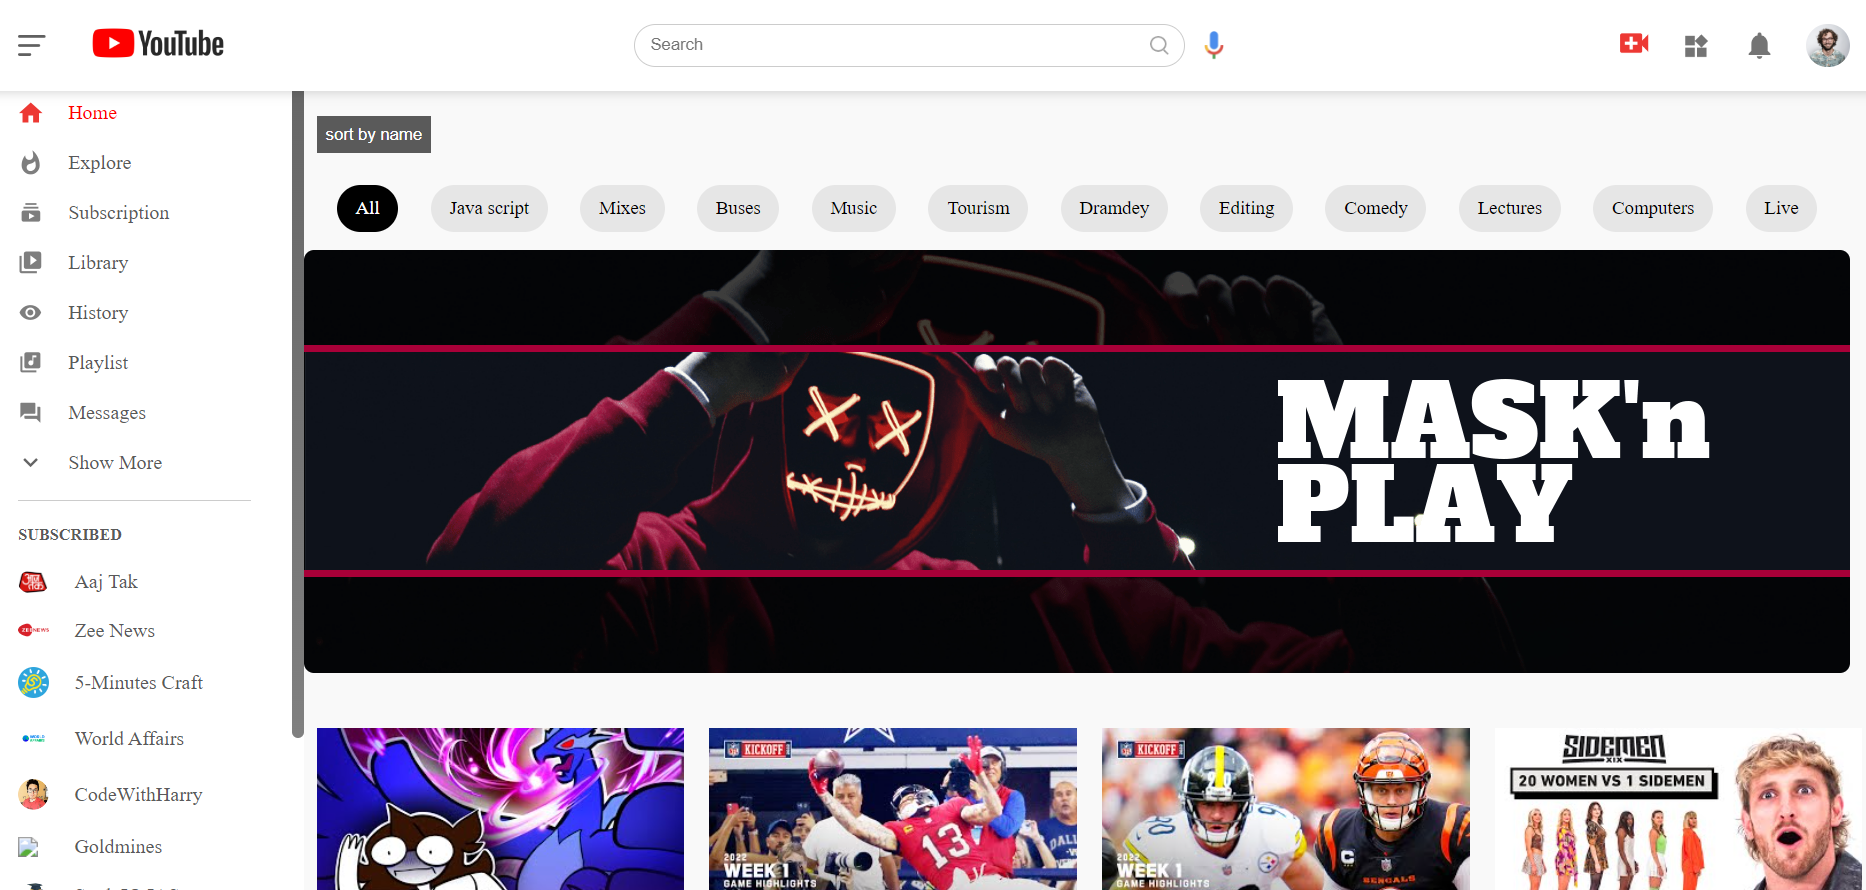 YouTube
Search
Home
Explore
Subscription
Library
History
Playlist
Messages
Show More
SUBSCRIBED
Aaj Tak
Zee News
5-Minutes Craft
World Affairs
CodeWithHarry
Goldmines
sort by name
All
Java script
Mixes
Buses
Music
Tourism
Dramdey
Editing
Comedy
Lectures
Computers
Live
MASK'n
PLAY
KICKOFF
13
2022
WEEK 1
GAME HIGHLIGHTS
KICKOFF
90
BENGALS
2022
WEEK 1
GAME HIGHLIGHTS
SIDEMEN
XIX
20 WOMEN VS 1 SIDEMEN